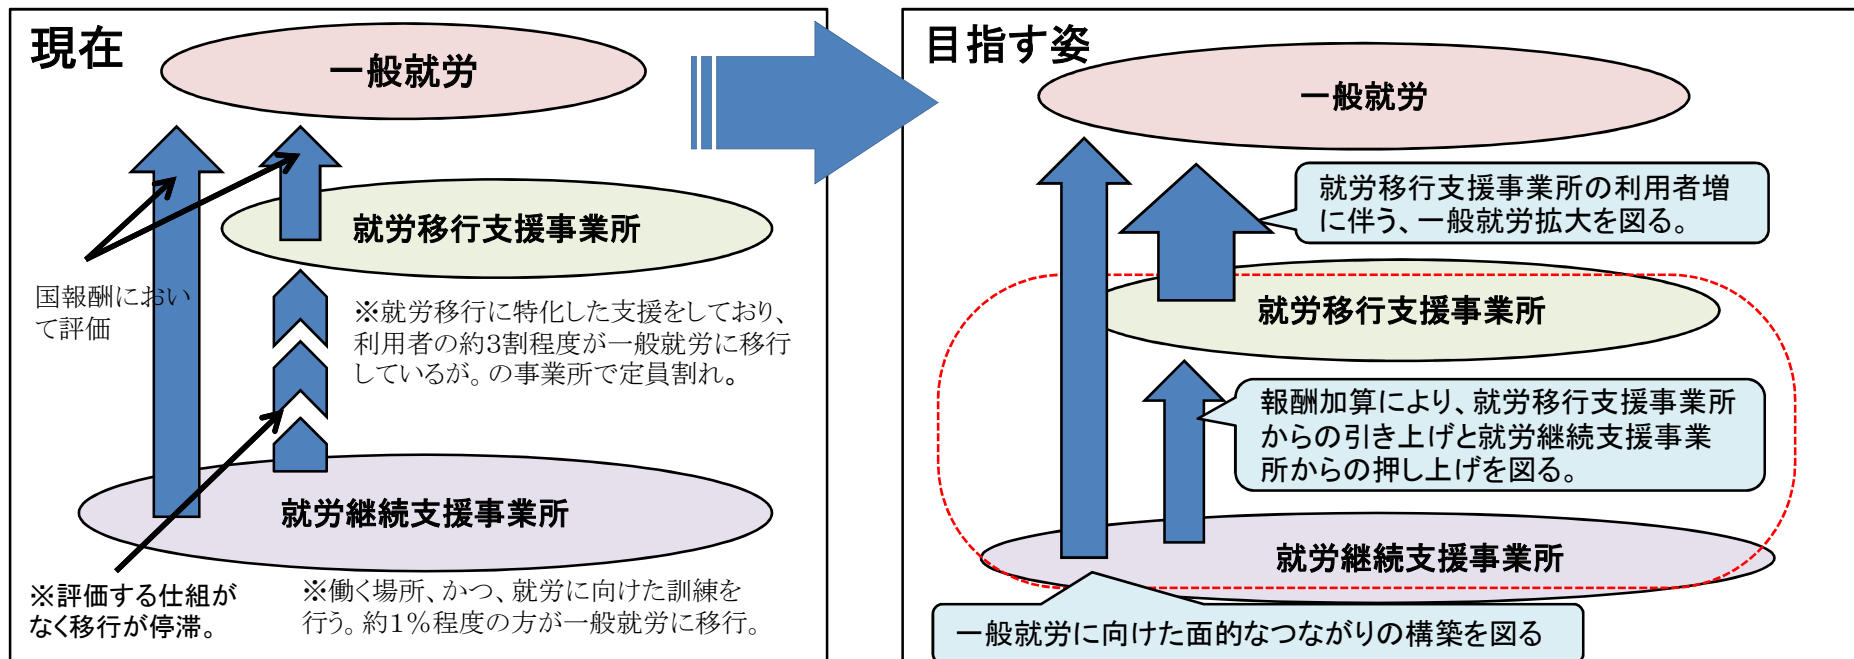 現在
一般就労
就労移行支援事業所
国報酬におい
て評価
※就労移行に特化した支援をしており、
利用者の約3割程度が一般就労に移行
しているが。の事業所で定員割れ。
就労継続支援事業所
※評価する仕組が
なく移行が停滞。
※働く場所、かつ、就労に向けた訓練を
行う。約1%程度の方が一般就労に移行。
目指す姿
一般就労
就労移行支援事業所の利用者増
に伴う、一般就労拡大を図る。
就労移行支援事業所
報酬加算により、就労移行支援事業所
からの引き上げと就労継続支援事業
所からの押し上げを図る。
就労継続支援事業所
一般就労に向けた面的なつながりの構築を図る